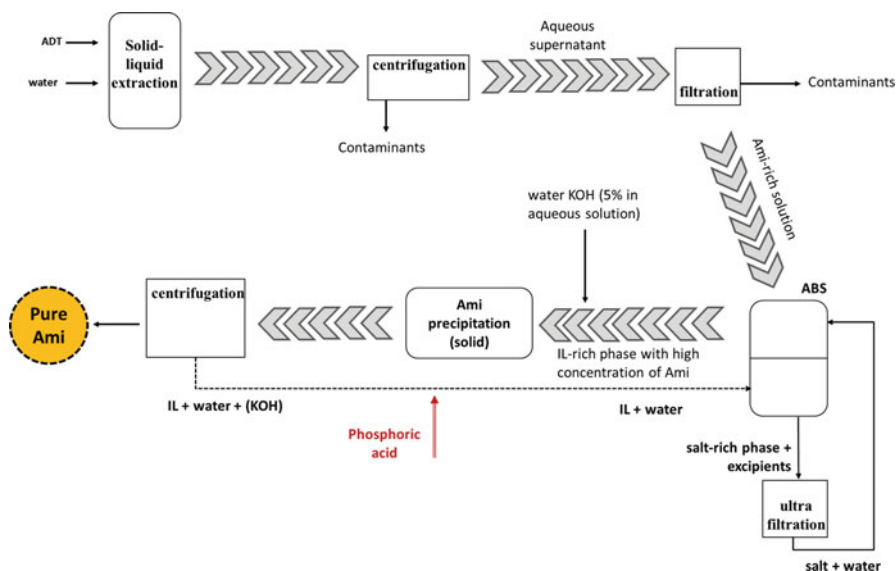 ADT
water
Solid-
liquid
extraction
centrifugation
Contaminants
Aqueous
supernatant
filtration
Contaminants
Ami-rich solution
water KOH (5% in
aqueous solution)
ABS
Pure
Ami
centrifugation
Ami
precipitation
(solid)
IL-rich phase with high
concentration of Ami
IL + water + (KOH)
IL + water
Phosphoric
acid
salt-rich phase +
excipients
ultra
filtration
salt + water